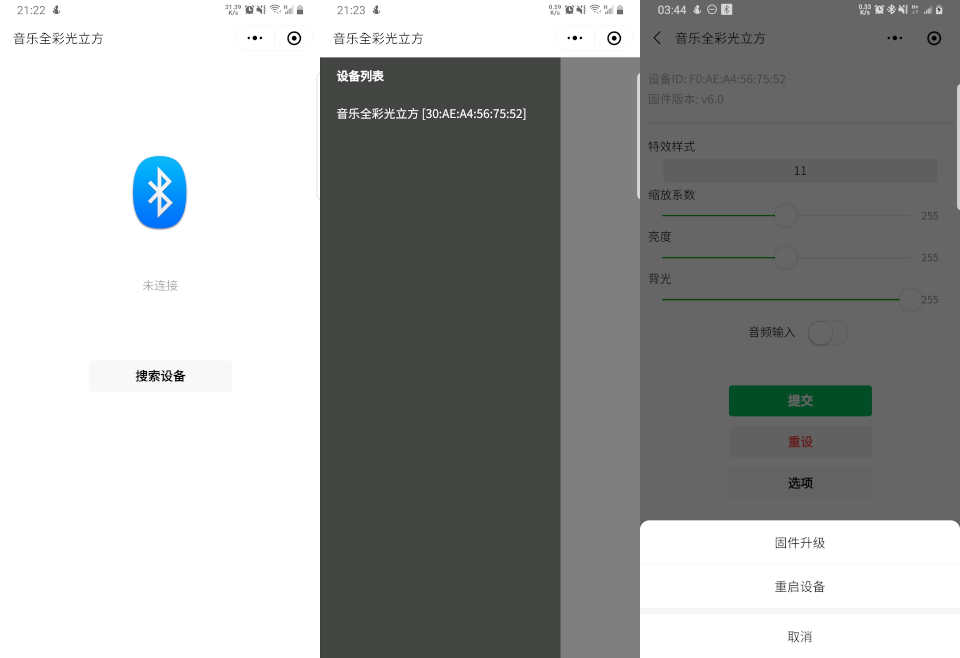 21:22
31.39 K/s
音乐全彩光立方
未连接
搜索设备
21:23
0.59 K/s
音乐全彩光立方
设备列表
音乐全彩光立方 [30:AE:A4:56:75:52]
03:44
0.33 K/s
音乐全彩光立方
设备ID: F0:AE:A4:56:75:52
固件版本: v6.0
特效样式
11
缩放系数
255
亮度
255
背光
255
音频输入
提交
重设
选项
固件升级
重启设备
取消